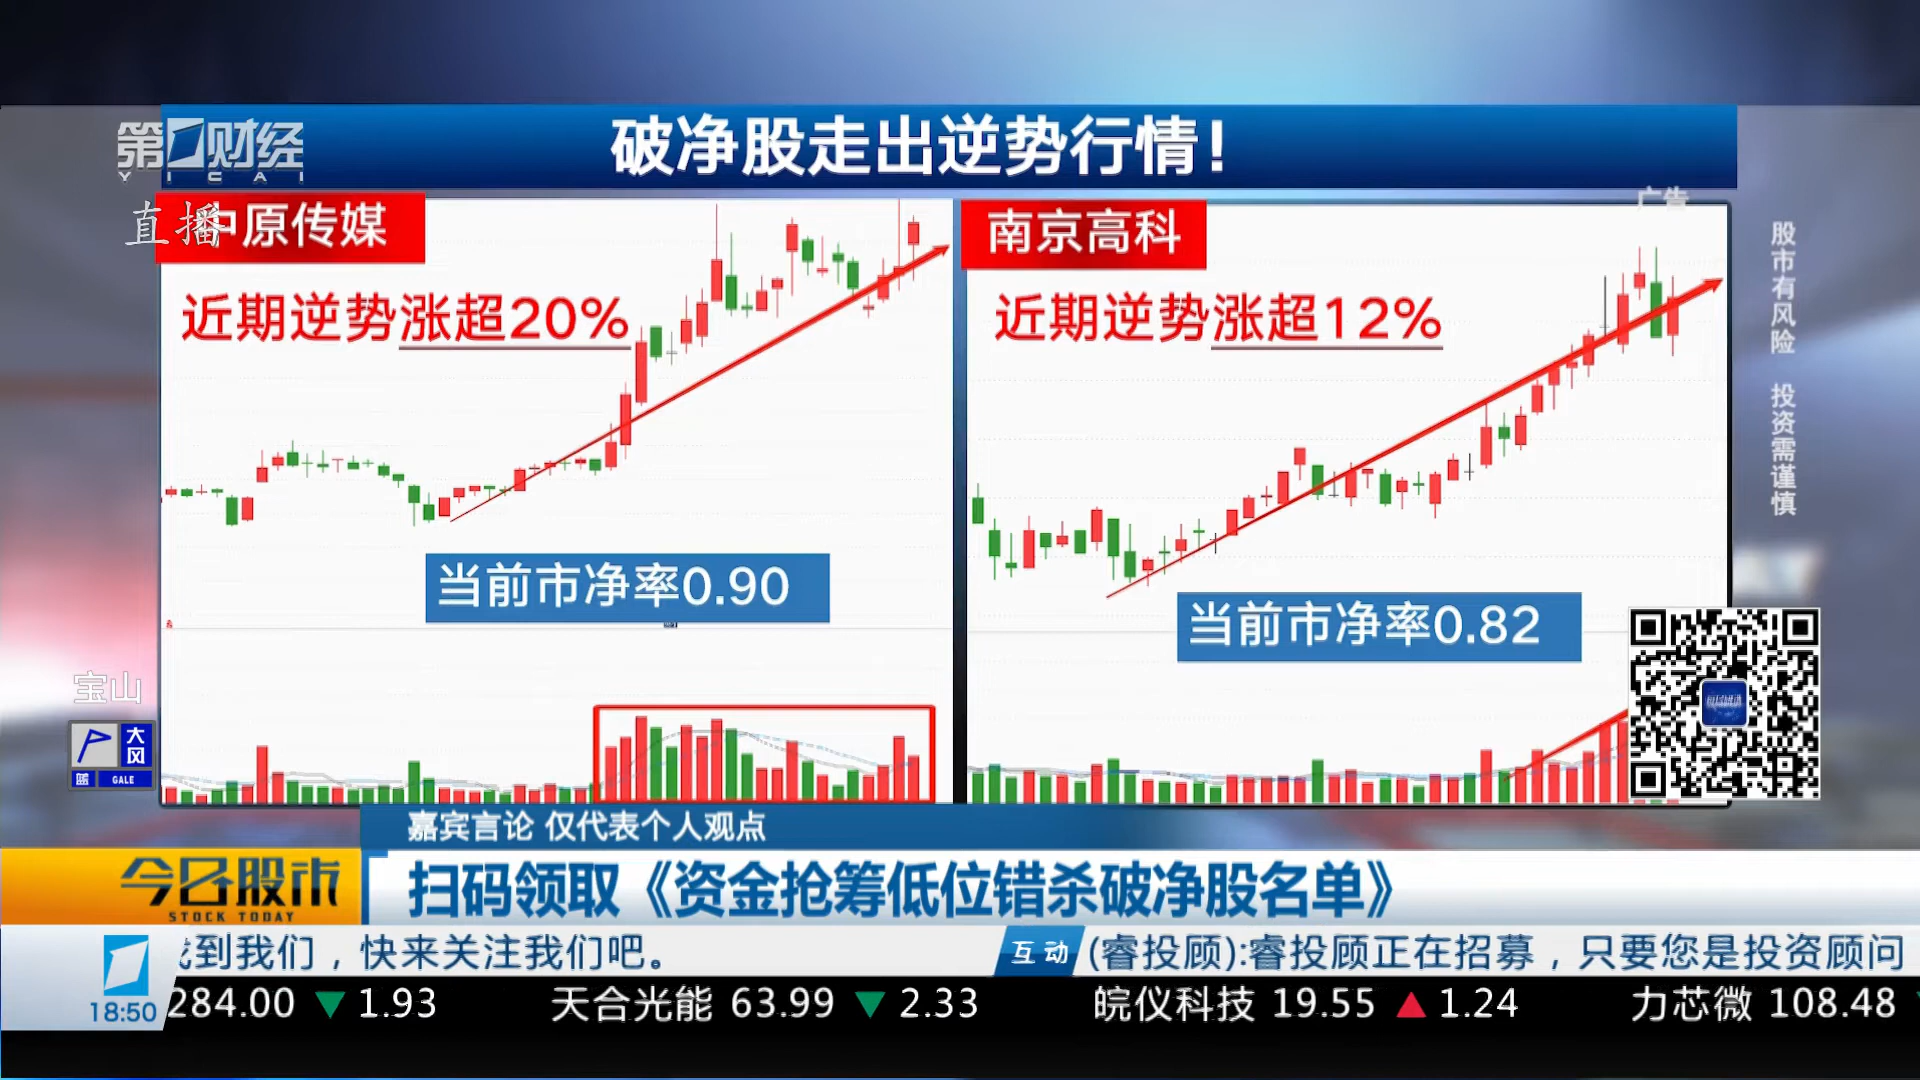 第1财经
YICAI
直播
破净股走出逆势行情!
广告
中原传媒
近期逆势涨超20%
当前市净率0.90
南京高科
近期逆势涨超12%
当前市净率0.82
股市有风险 投资需谨慎
宝山
大风
蓝 GALE
嘉宾言论 仅代表个人观点
今日股市
STOCK TODAY
扫码领取《资金抢筹低位错杀破净股名单》
到我们，快来关注我们吧。 互动 (睿投顾):睿投顾正在招募，只要您是投资顾问
18:50
284.00 ▼ 1.93 天合光能 63.99 ▼ 2.33 皖仪科技 19.55 ▲ 1.24 力芯微 108.48